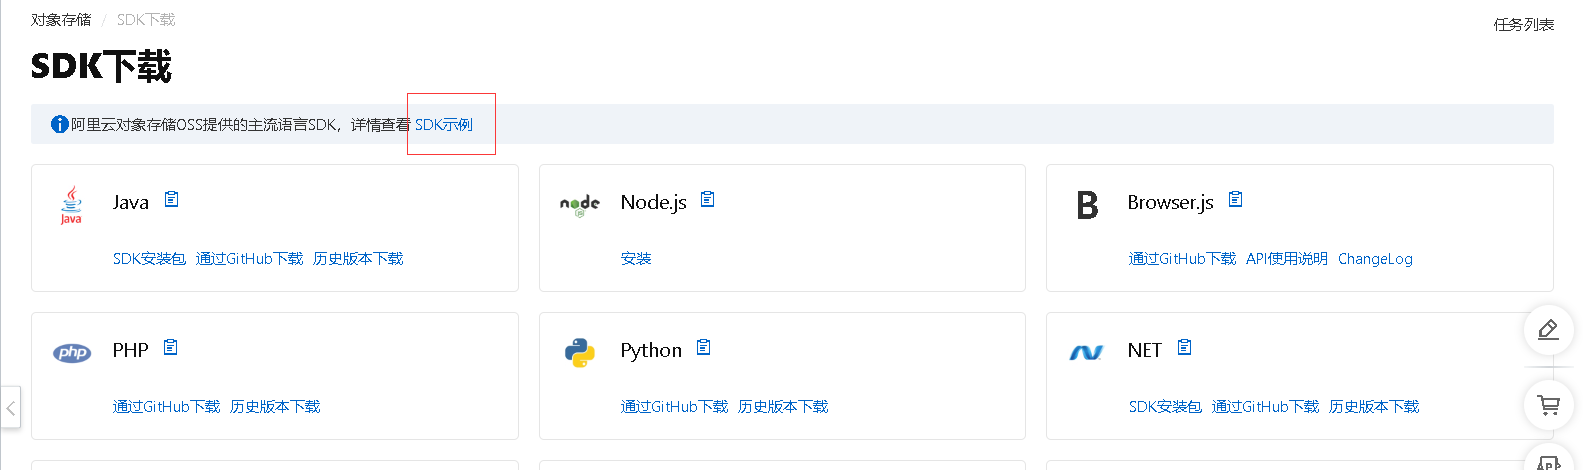 对象存储 / SDK下载
任务列表
SDK下载
阿里云对象存储OSS提供的主流语言SDK，详情查看 SDK示例
Java
Java
SDK安装包 通过GitHub下载 历史版本下载
node
JS
Node.js
安装
B
Browser.js
通过GitHub下载 API使用说明 ChangeLog
php
PHP
通过GitHub下载 历史版本下载
Python
通过GitHub下载 历史版本下载
NET
SDK安装包 通过GitHub下载 历史版本下载